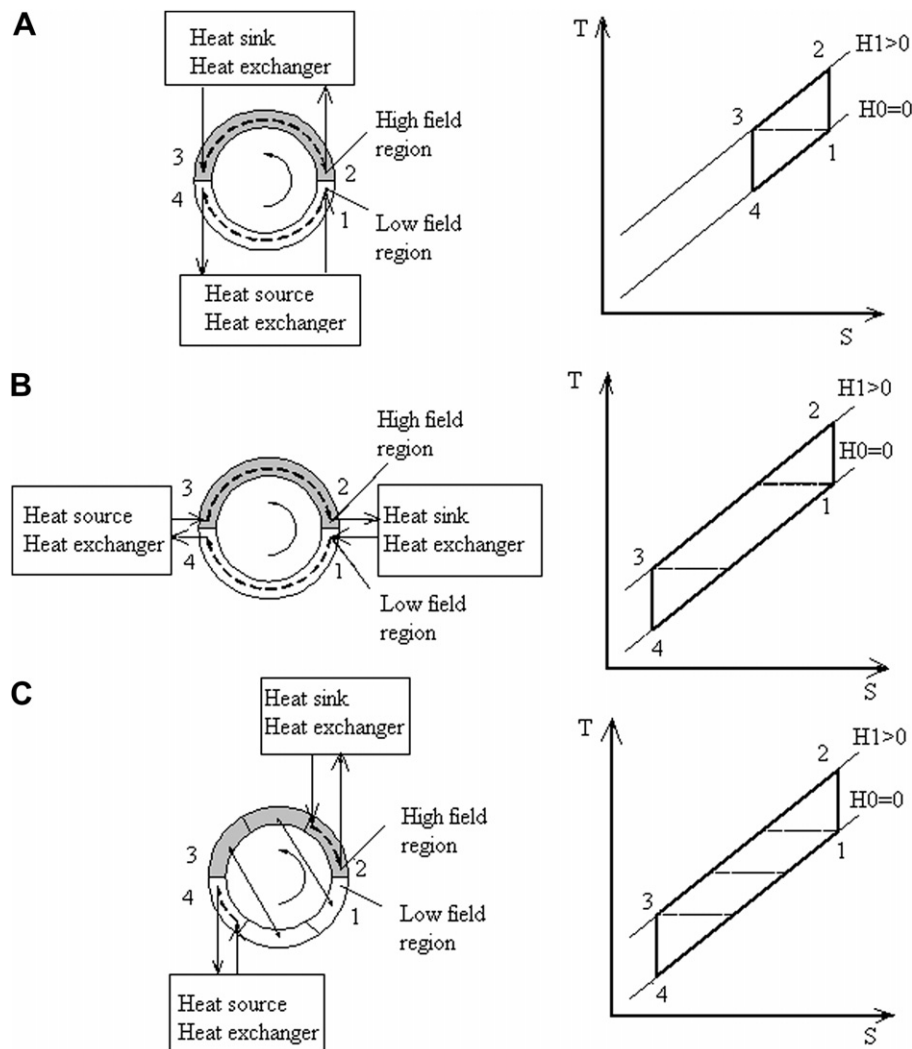 A
Heat sink
Heat exchanger
High field
region
3
2
4
1
Low field
region
Heat source
Heat exchanger
T
2
H1>0
3
H0=0
1
4
S
B
High field
region
3
2
Heat source
Heat exchanger
Heat sink
Heat exchanger
4
1
Low field
region
T
2
H1>0
H0=0
1
3
4
S
C
Heat sink
Heat exchanger
High field
region
3
2
4
1
Low field
region
Heat source
Heat exchanger
T
2
H1>0
H0=0
1
3
4
S